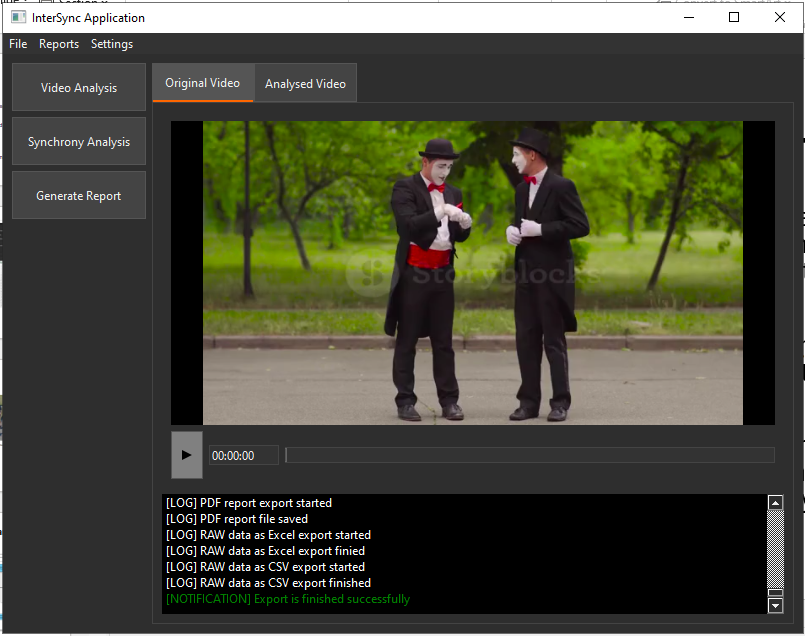 InterSync Application
File Reports Settings
Video Analysis
Synchrony Analysis
Generate Report
Original Video Analysed Video
Storyblocks
00:00:00
[LOG] PDF report export started
[LOG] PDF report file saved
[LOG] RAW data as Excel export started
[LOG] RAW data as Excel export finied
[LOG] RAW data as CSV export started
[LOG] RAW data as CSV export finished
[NOTIFICATION] Export is finished successfully